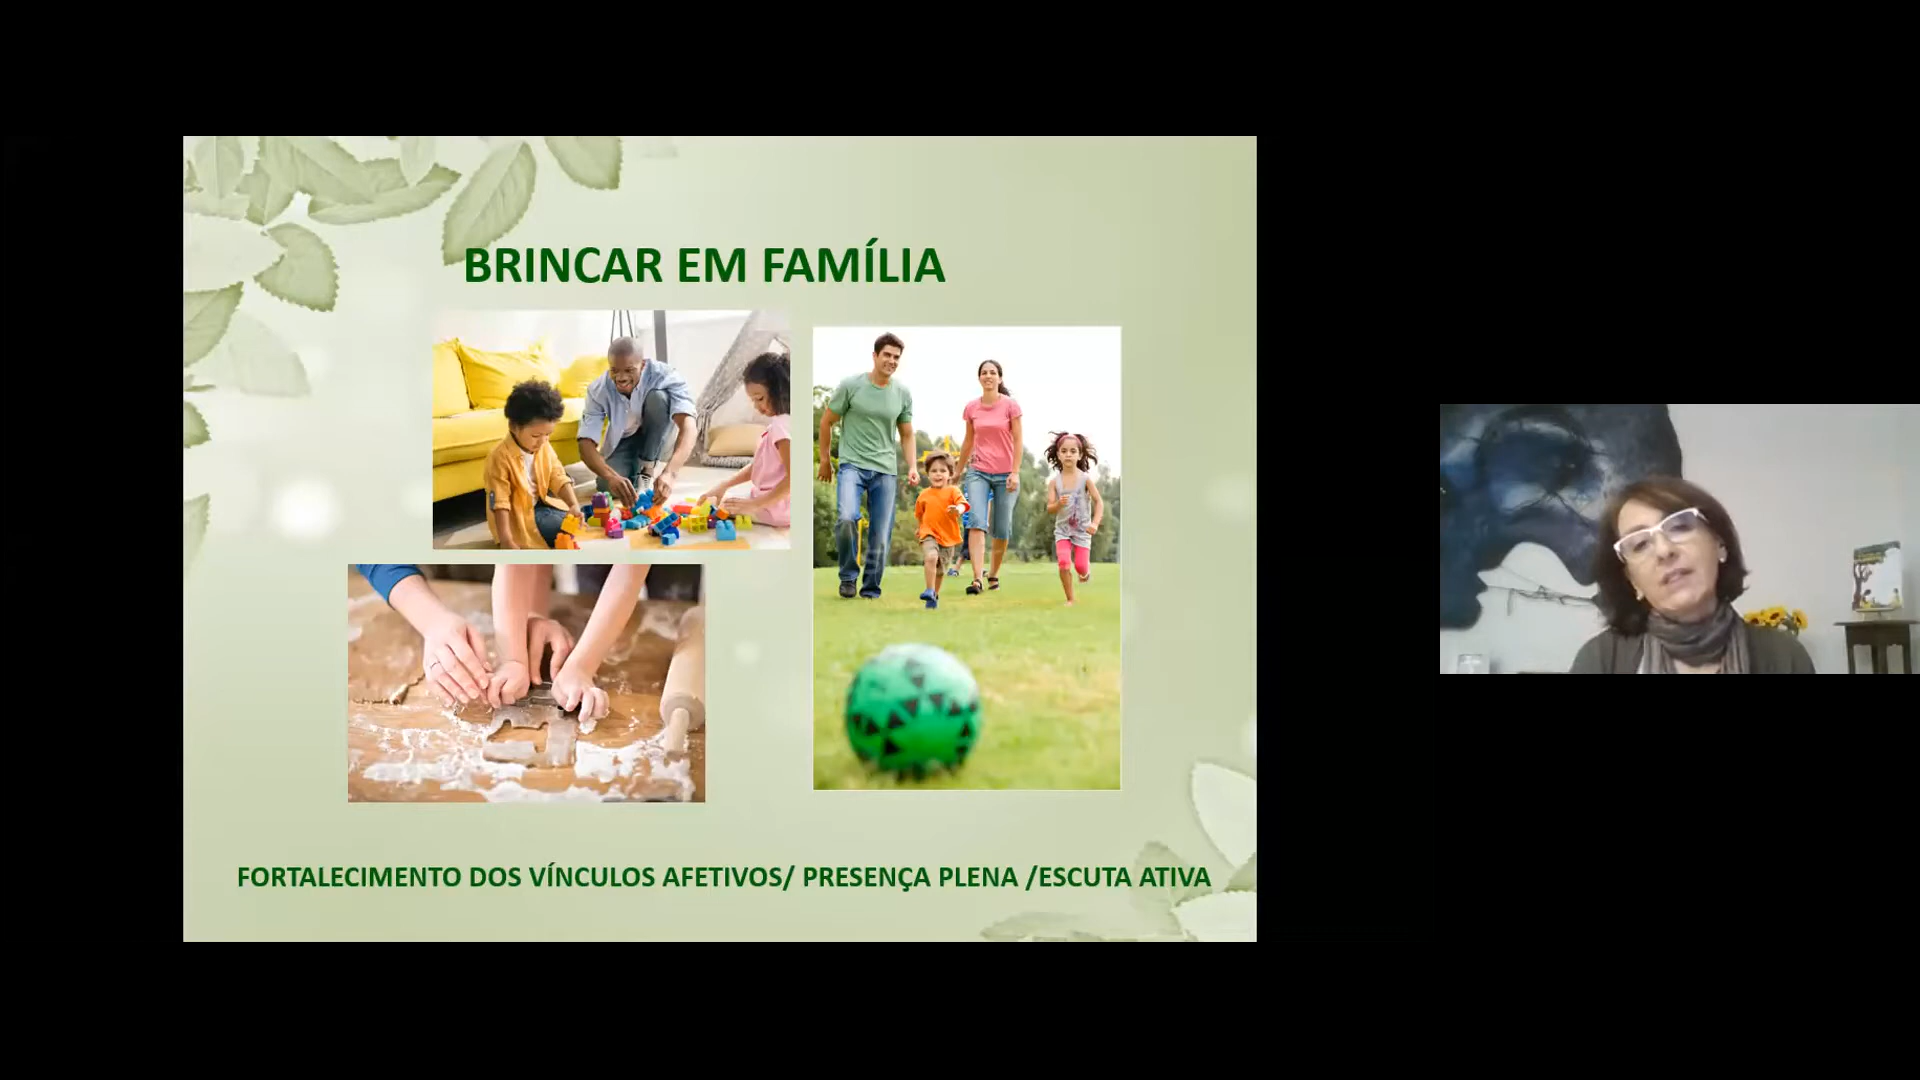 BRINCAR EM FAMÍLIA
FORTALECIMENTO DOS VÍNCULOS AFETIVOS/ PRESENÇA PLENA /ESCUTA ATIVA